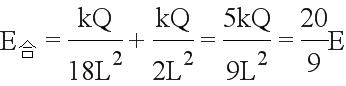 E合 = kQ/18L² + kQ/2L² = 5kQ/9L² = 20/9 E